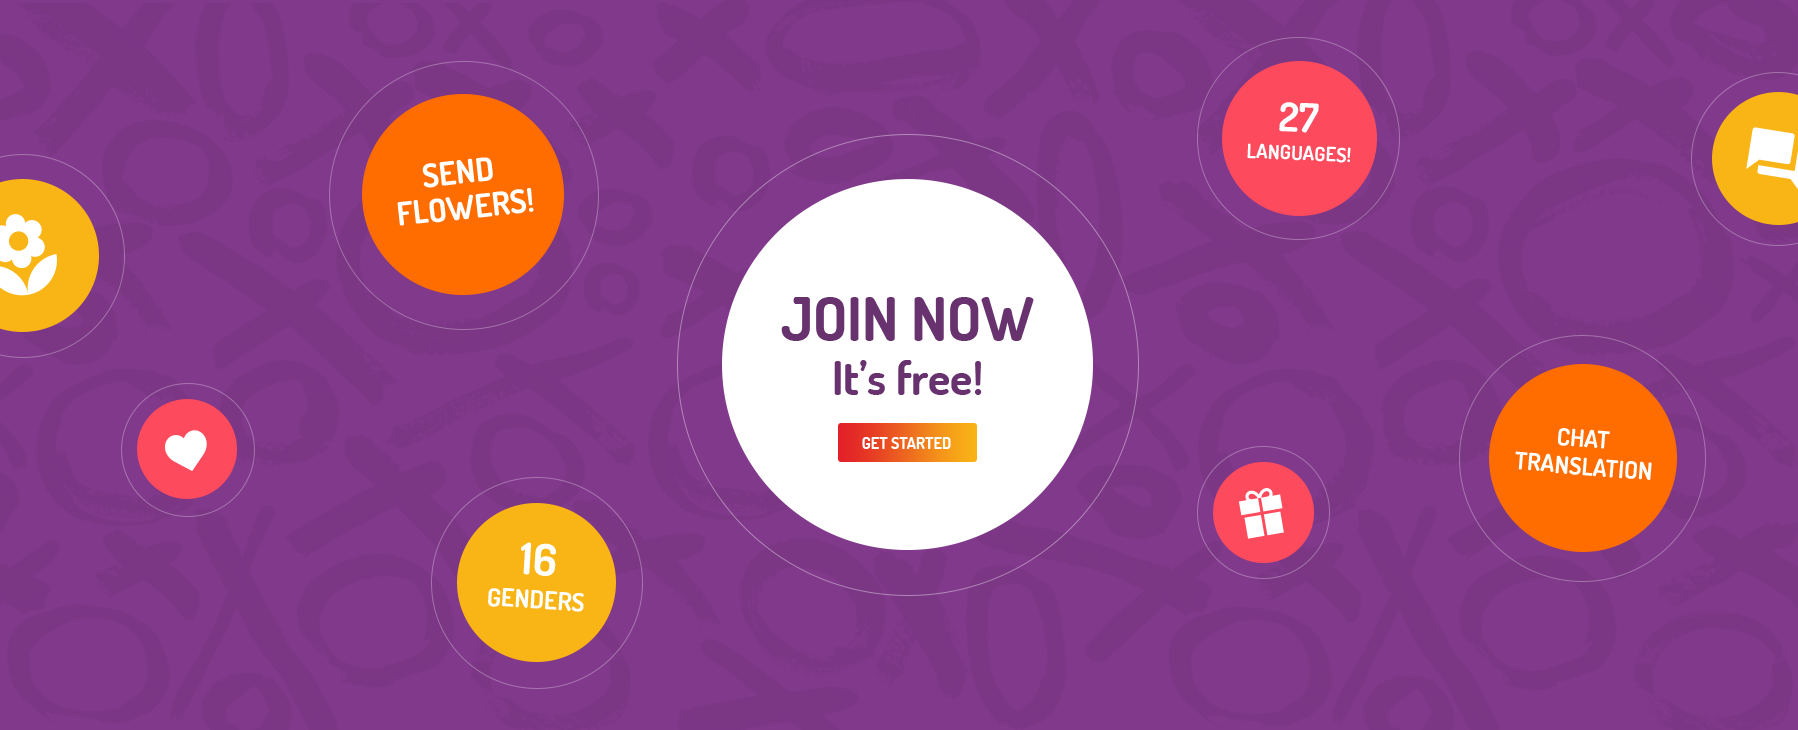 SEND
FLOWERS!
27
LANGUAGES!
JOIN NOW
It's free!
GET STARTED
CHAT
TRANSLATION
16
GENDERS